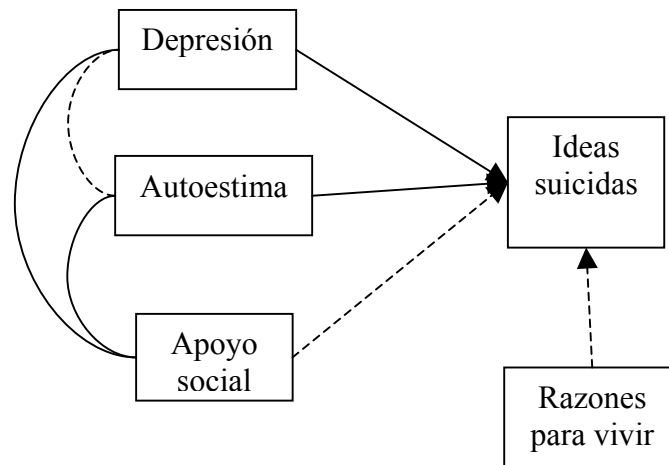 Depresión
Autoestima
Apoyo
social
Ideas
suicidas
Razones
para vivir